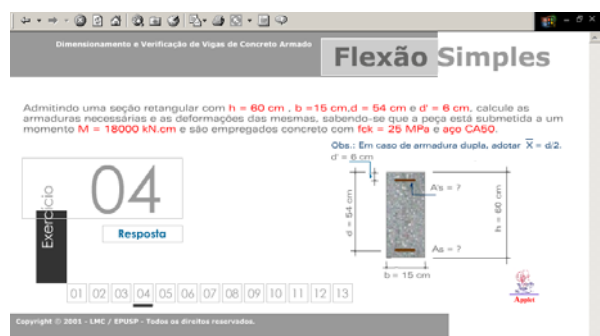 Dimensionamento e Verificação de Vigas de Concreto Armado
Flexão Simples
Admitindo uma seção retangular com h = 60 cm , b =15 cm,d = 54 cm e d' = 6 cm, calcule as
armaduras necessárias e as deformações das mesmas, sabendo-se que a peça está submetida a um
momento M = 18000 kN.cm e são empregados concreto com fck = 25 MPa e aço CA50.
Obs.: Em caso de armadura dupla, adotar X̅ = d/2.
d' = 6 cm
04
Exercício
Resposta
A's = ?
d = 54 cm
h = 60 cm
As = ?
b = 15 cm
01 02 03 04 05 06 07 08 09 10 11 12 13
Applet
Copyright © 2001 - LMC / EPUSP - Todos os direitos reservados.